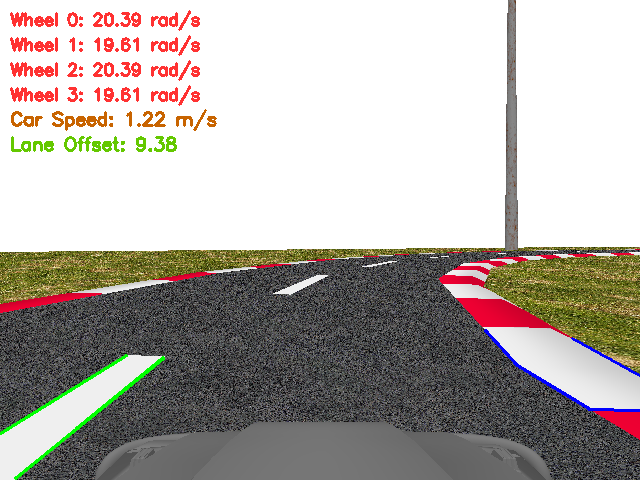 Wheel 0: 20.39 rad/s
Wheel 1: 19.61 rad/s
Wheel 2: 20.39 rad/s
Wheel 3: 19.61 rad/s
Car Speed: 1.22 m/s
Lane Offset: 9.38